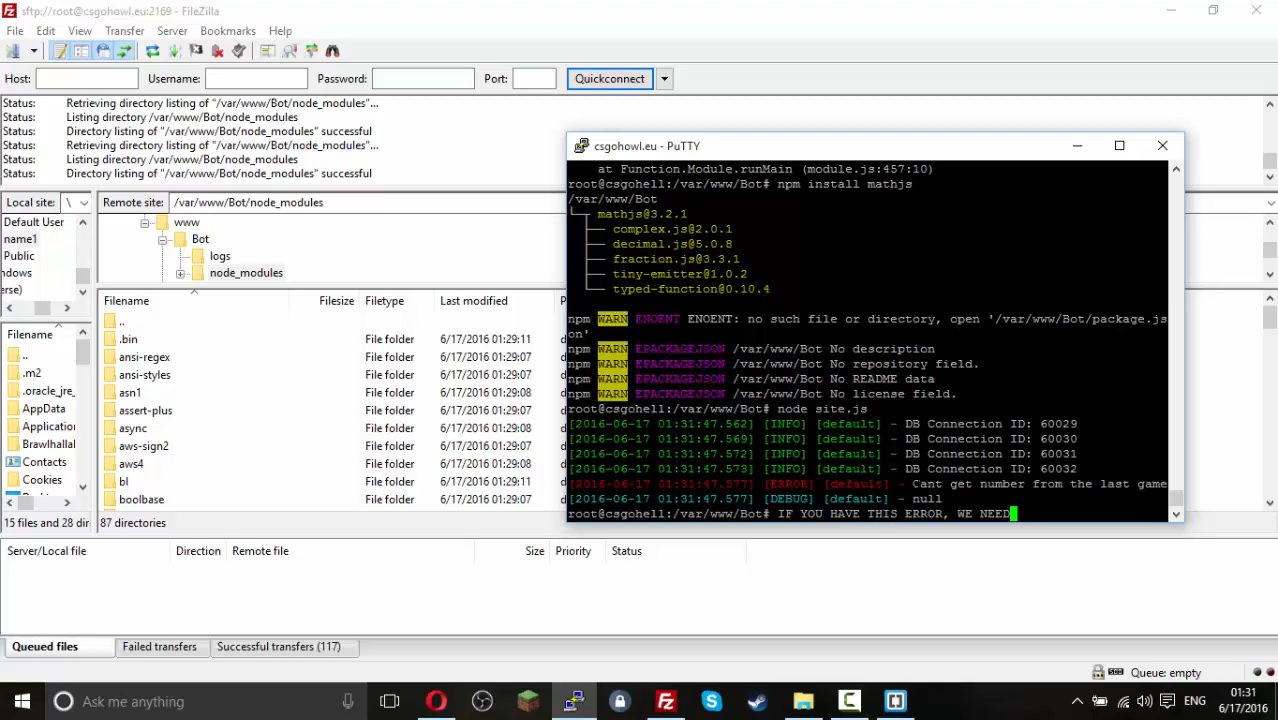 sftp://root@csgohowl.eu:2169 - FileZilla
File Edit View Transfer Server Bookmarks Help
Host: Username: Password: Port: Quickconnect
Status: Retrieving directory listing of "/var/www/Bot/node_modules"...
Status: Listing directory /var/www/Bot/node_modules
Status: Directory listing of "/var/www/Bot/node_modules" successful
Status: Retrieving directory listing of "/var/www/Bot/node_modules"...
Status: Listing directory /var/www/Bot/node_modules
Status: Directory listing of "/var/www/Bot/node_modules" successful
Local site: \
Default User
name1
Public
ndows
erse)
Remote site: /var/www/Bot/node_modules
www
Bot
logs
node_modules
Filename
..
.m2
.oracle_jre_
AppData
Application
Brawlhallal
Contacts
Cookies
15 files and 28 dir
Filename Filesize Filetype Last modified
..
.bin File folder 6/17/2016 01:29:11
ansi-regex File folder 6/17/2016 01:29:07
ansi-styles File folder 6/17/2016 01:29:07
asn1 File folder 6/17/2016 01:29:08
assert-plus File folder 6/17/2016 01:29:07
async File folder 6/17/2016 01:29:08
aws-sign2 File folder 6/17/2016 01:29:07
aws4 File folder 6/17/2016 01:29:08
bl File folder 6/17/2016 01:29:07
boolbase File folder 6/17/2016 01:29:07
87 directories
csgohowl.eu - PuTTY
at Function.Module.runMain (module.js:457:10)
root@csgohell:/var/www/Bot# npm install mathjs
/var/www/Bot
└─┬ mathjs@3.2.1
├── complex.js@2.0.1
├── decimal.js@5.0.8
├── fraction.js@3.3.1
├── tiny-emitter@1.0.2
└── typed-function@0.10.4
npm WARN ENOENT ENOENT: no such file or directory, open '/var/www/Bot/package.js
on'
npm WARN EPACKAGEJSON /var/www/Bot No description
npm WARN EPACKAGEJSON /var/www/Bot No repository field.
npm WARN EPACKAGEJSON /var/www/Bot No README data
npm WARN EPACKAGEJSON /var/www/Bot No license field.
root@csgohell:/var/www/Bot# node site.js
[2016-06-17 01:31:47.562] [INFO] [default] - DB Connection ID: 60029
[2016-06-17 01:31:47.569] [INFO] [default] - DB Connection ID: 60030
[2016-06-17 01:31:47.572] [INFO] [default] - DB Connection ID: 60031
[2016-06-17 01:31:47.573] [INFO] [default] - DB Connection ID: 60032
[2016-06-17 01:31:47.577] [ERROR] [default] - Cant get number from the last game
[2016-06-17 01:31:47.577] [DEBUG] [default] - null
root@csgohell:/var/www/Bot# IF YOU HAVE THIS ERROR, WE NEED
Server/Local file Direction Remote file Size Priority Status
Queued files Failed transfers Successful transfers (117)
Queue: empty
Ask me anything
ENG
01:31
6/17/2016